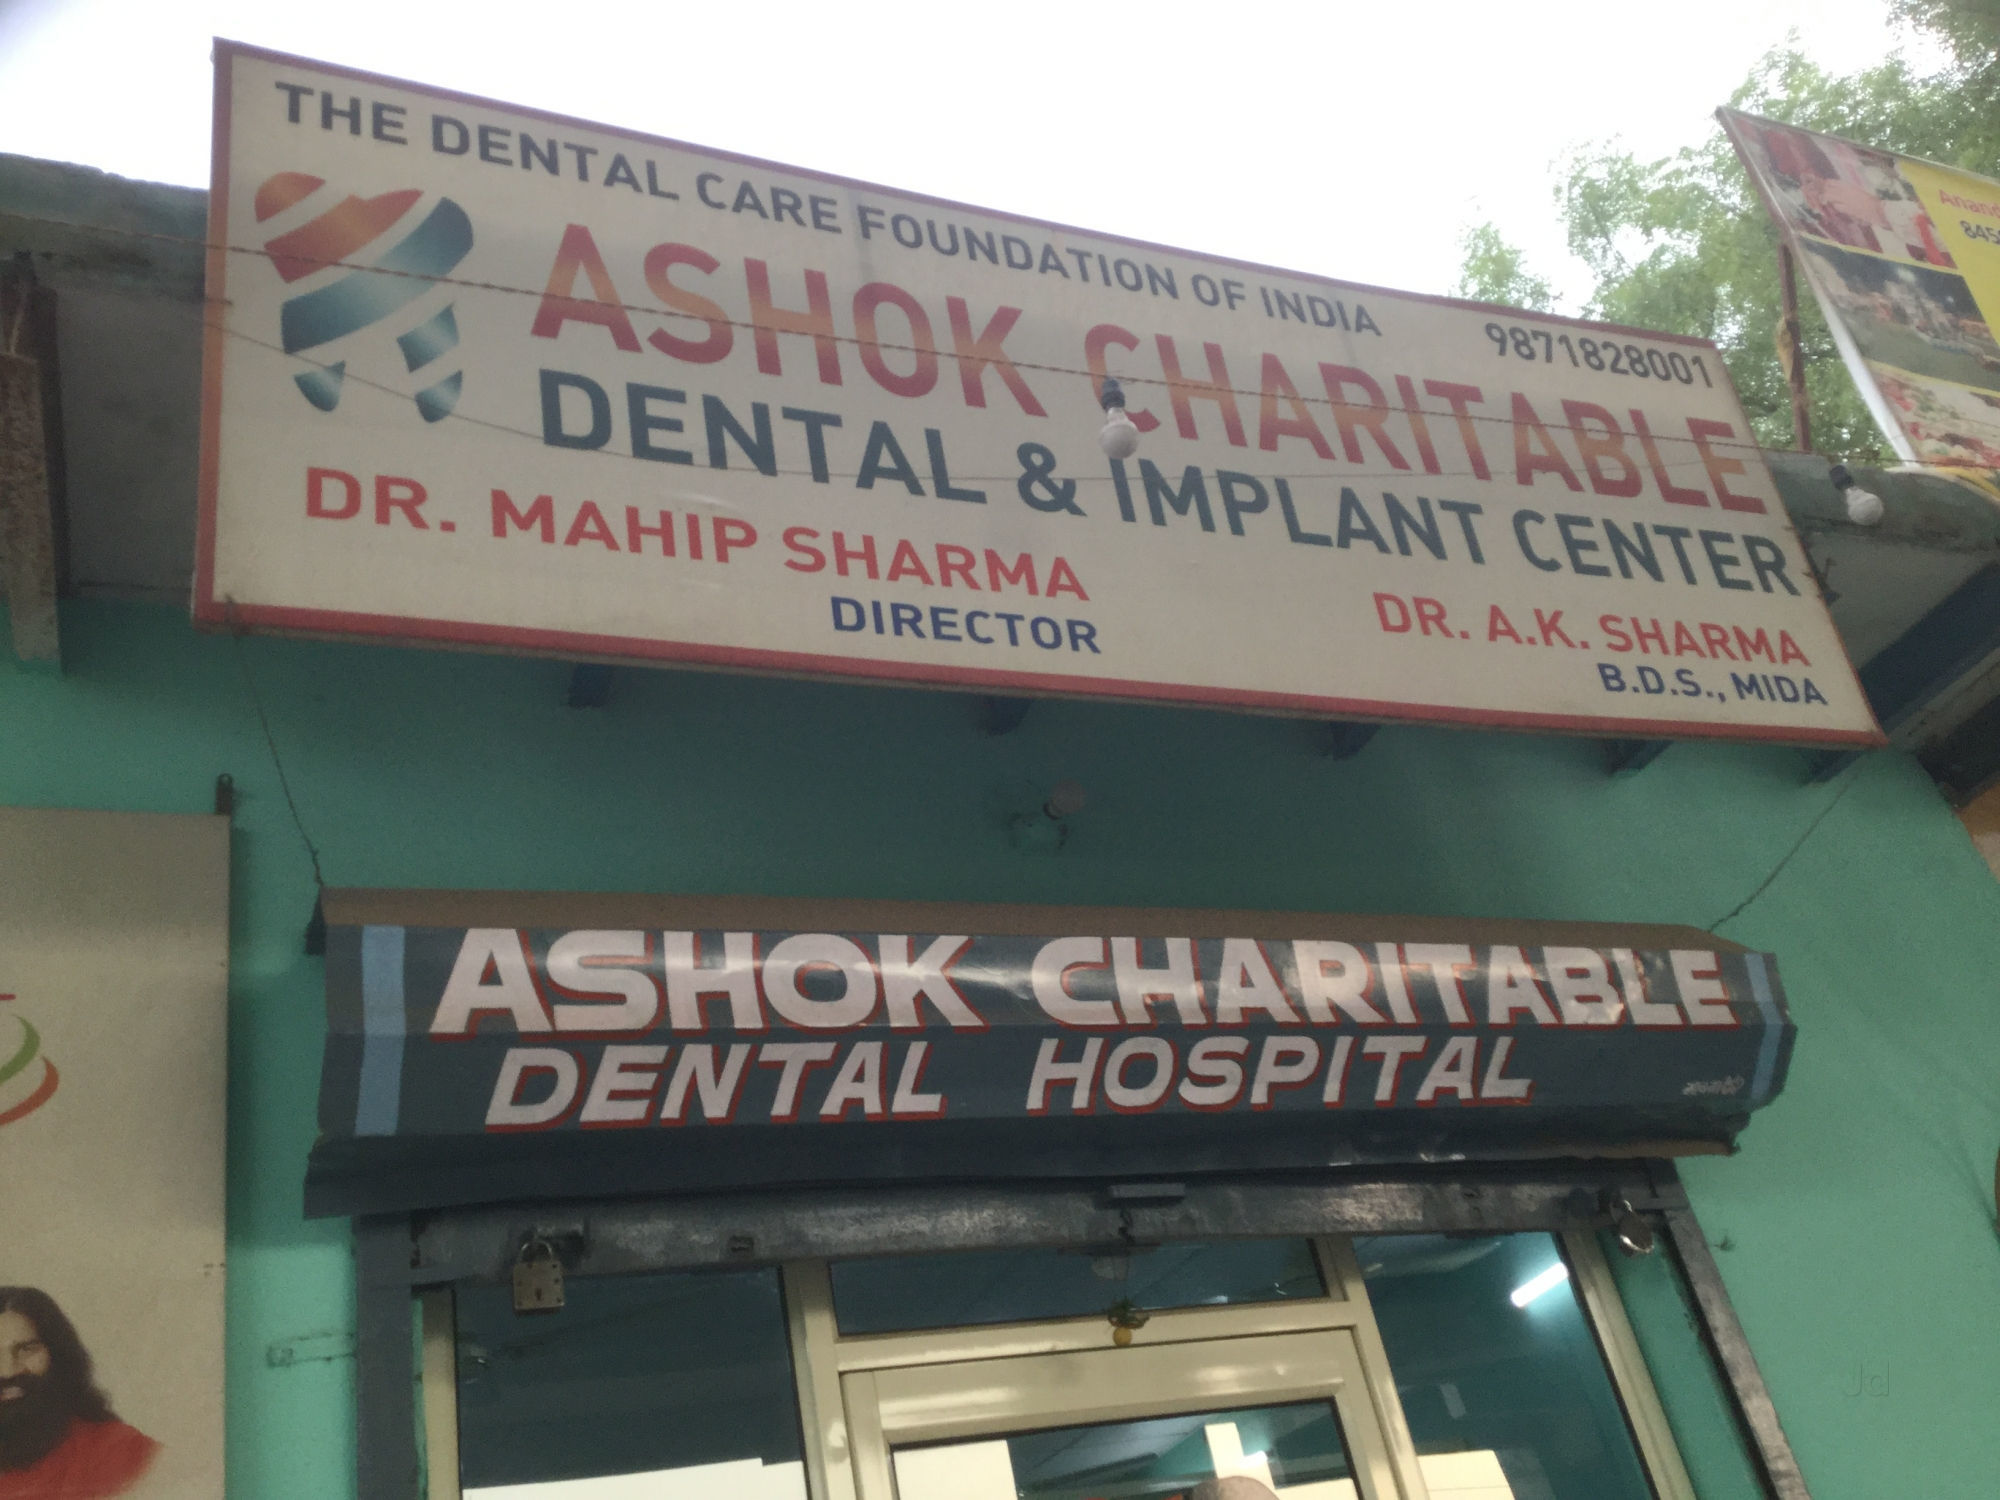 THE DENTAL CARE FOUNDATION OF INDIA
9871828001
ASHOK CHARITABLE
DENTAL & IMPLANT CENTER
DR. MAHIP SHARMA
DIRECTOR
DR. A.K. SHARMA
B.D.S., MIDA
ASHOK CHARITABLE
DENTAL HOSPITAL
Jd